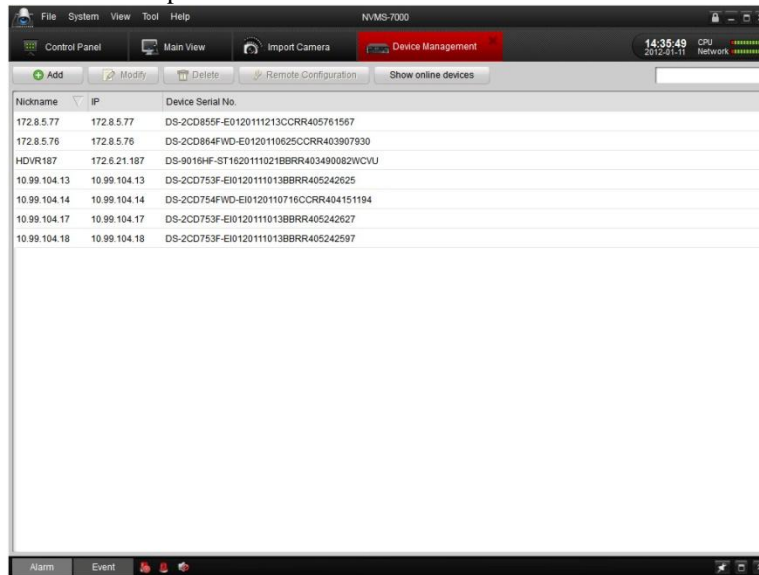 File System View Tool Help NVMS-7000
Control Panel Main View Import Camera Device Management 14:35:49 CPU
2012-01-11 Network
Add Modify Delete Remote Configuration Show online devices
Nickname IP Device Serial No.
172.8.5.77 172.8.5.77 DS-2CD855F-E0120111213CCRR405761567
172.8.5.76 172.8.5.76 DS-2CD864FWD-E0120110625CCRR403907930
HDVR187 172.6.21.187 DS-9016HF-ST1620111021BBRR403490082WCVU
10.99.104.13 10.99.104.13 DS-2CD753F-EI0120111013BBRR405242625
10.99.104.14 10.99.104.14 DS-2CD754FWD-EI0120110716CCRR404151194
10.99.104.17 10.99.104.17 DS-2CD753F-EI0120111013BBRR405242627
10.99.104.18 10.99.104.18 DS-2CD753F-EI0120111013BBRR405242597
Alarm Event